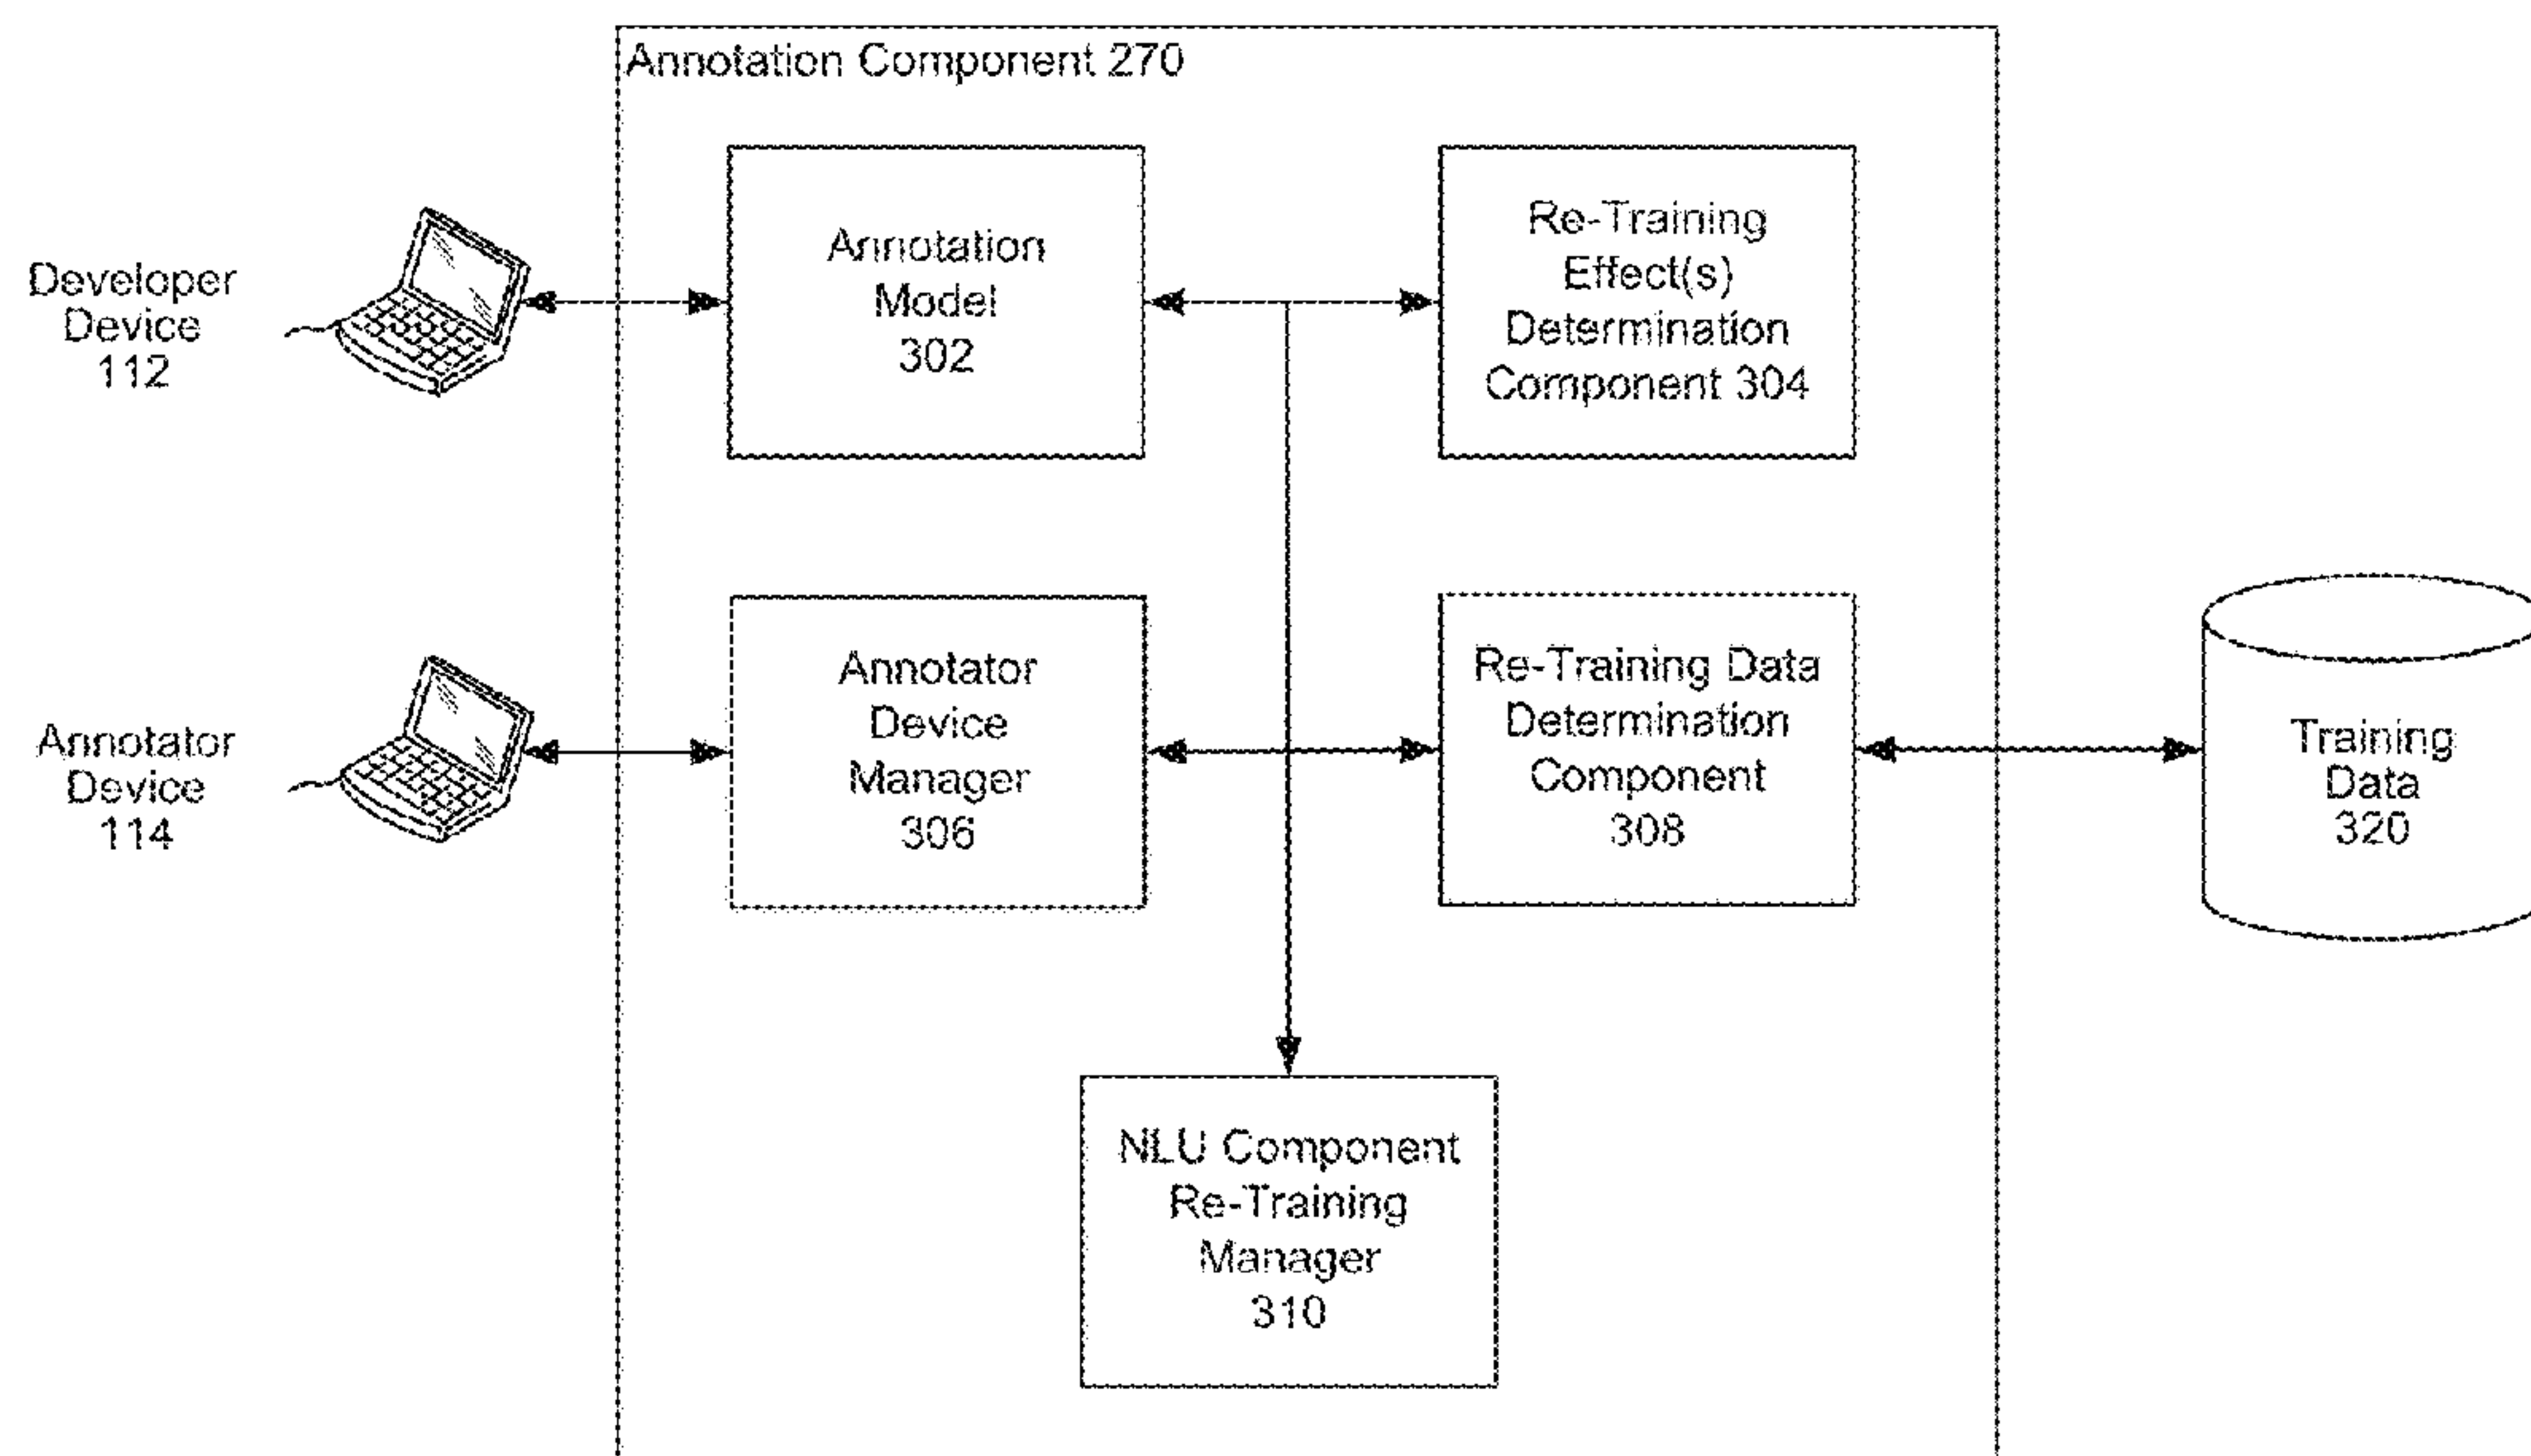 Annotation Component 270
Developer
Device
112
Annotation
Model
302
Re-Training
Effect(s)
Determination
Component 304
Annotator
Device
114
Annotator
Device
Manager
306
Re-Training Data
Determination
Component
308
Training
Data
320
NLU Component
Re-Training
Manager
310